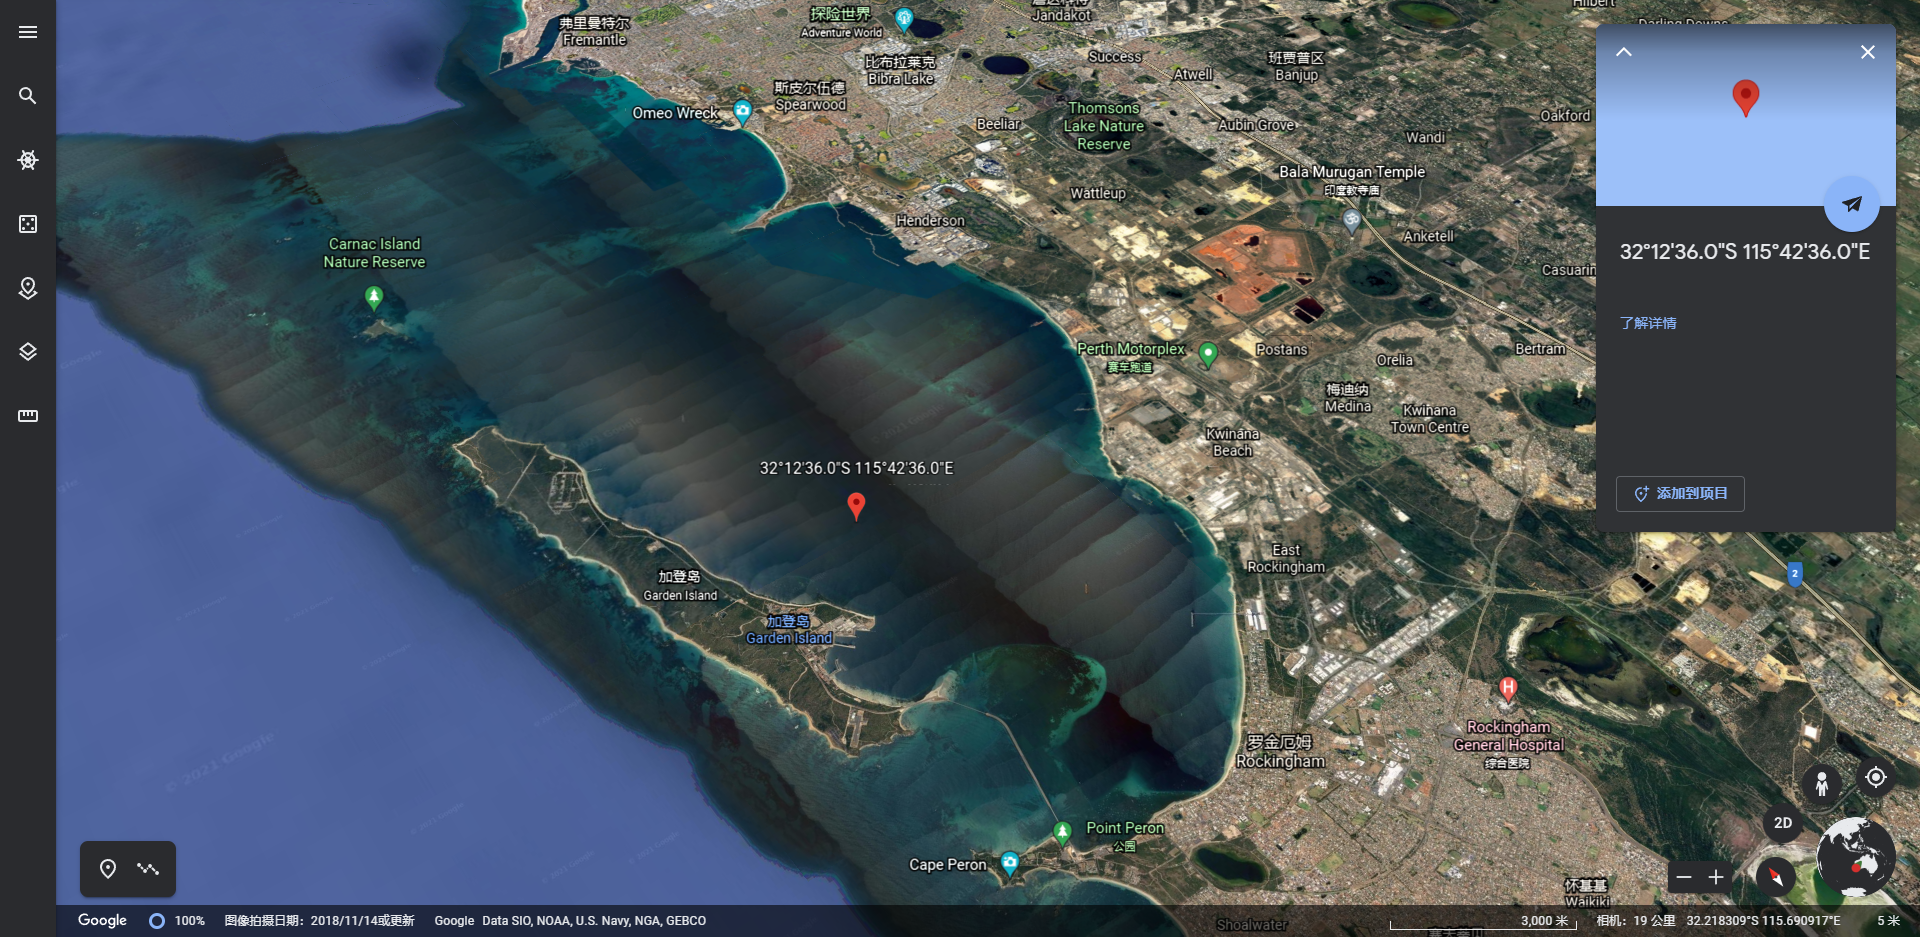 弗里曼特尔
Fremantle
探险世界
Adventure World
Jandakot
Hilbert
Darling Downs
比布拉莱克
Bibra Lake
Success
班贾普区
Banjup
Atwell
斯皮尔伍德
Spearwood
Omeo Wreck
Thomsons
Lake Nature
Reserve
Beeliar
Aubin Grove
Wandi
Oakford
Bala Murugan Temple
印度教寺庙
Wattleup
Henderson
Anketell
Casuarin
Carnac Island
Nature Reserve
Perth Motorplex
赛车跑道
Postans
Orelia
Bertram
梅迪纳
Medina
Kwinana
Town Centre
Kwinana
Beach
32°12'36.0"S 115°42'36.0"E
East
Rockingham
加登岛
Garden Island
加登岛
Garden Island
2
H
Rockingham
General Hospital
综合医院
罗金厄姆
Rockingham
Point Peron
公园
Cape Peron
怀基基
Waikiki
Shoalwater
© 2021 Google
32°12'36.0"S 115°42'36.0"E
了解详情
添加到项目
2D
Google
100%
图像拍摄日期：2018/11/14或更新
Google
Data SIO, NOAA, U.S. Navy, NGA, GEBCO
3,000 米
相机：19 公里
32.218309°S 115.690917°E
5 米